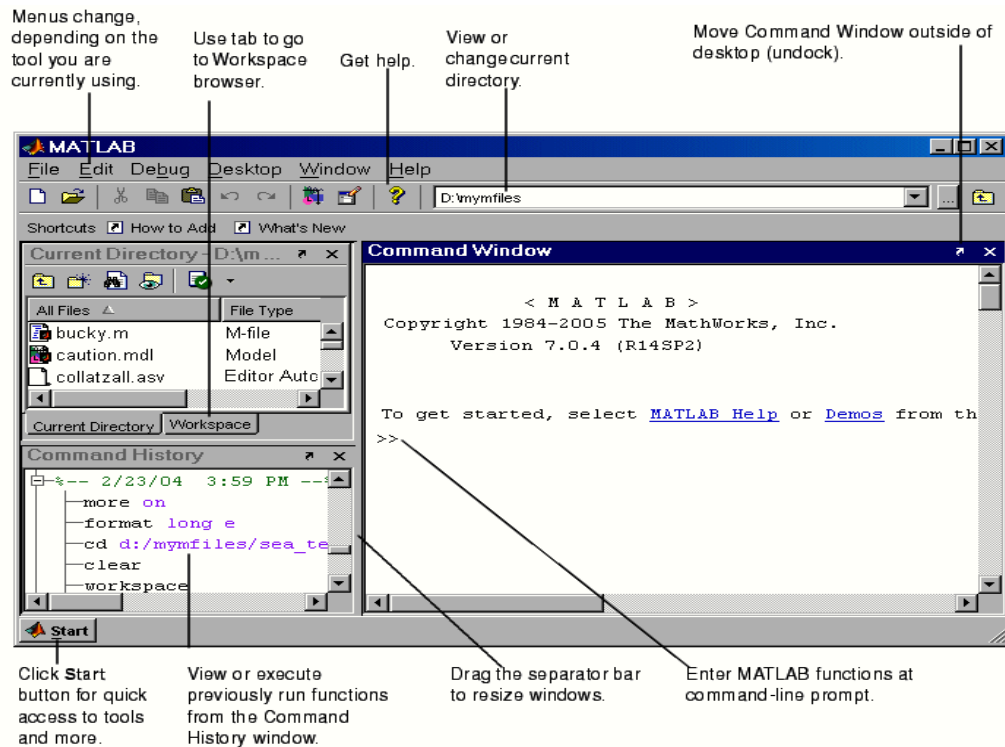 Menus change,
depending on the
tool you are
currently using.
Use tab to go
to Workspace
browser.
Get help.
View or
change current
directory.
Move Command Window outside of
desktop (undock).
MATLAB
File Edit Debug Desktop Window Help
D:\mymfiles
...
Shortcuts How to Add What's New
Current Directory - D:\m ...
All Files File Type
bucky.m M-file
caution.mdl Model
collatzall.asv Editor Auto
Current Directory Workspace
Command History
%-- 2/23/04 3:59 PM --%
more on
format long e
cd d:/mymfiles/sea_te
clear
workspace
Command Window
< M A T L A B >
Copyright 1984-2005 The MathWorks, Inc.
Version 7.0.4 (R14SP2)
To get started, select MATLAB Help or Demos from th
>>
Start
Click Start
button for quick
access to tools
and more.
View or execute
previously run functions
from the Command
History window.
Drag the separator bar
to resize windows.
Enter MATLAB functions at
command-line prompt.